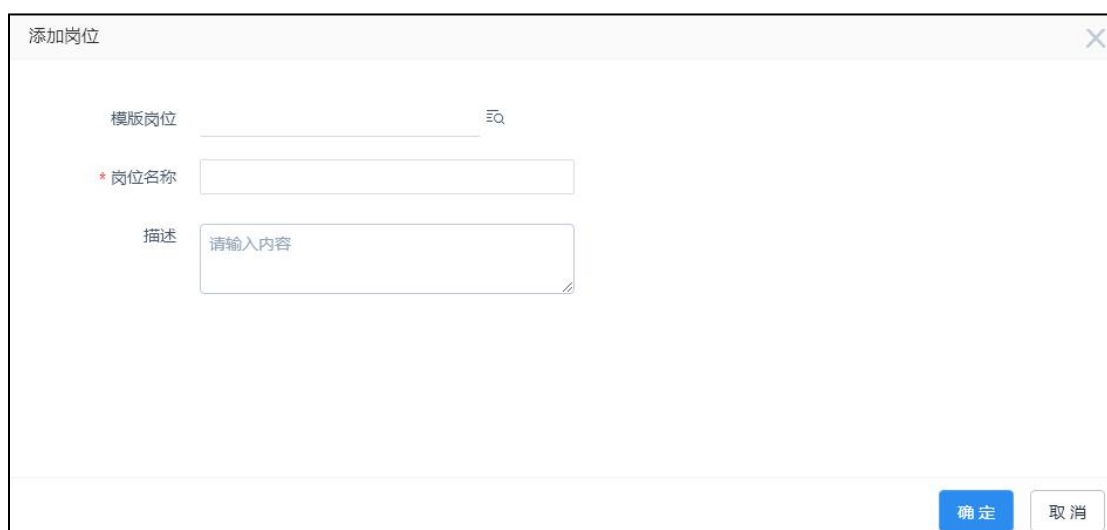 添加岗位
模版岗位
* 岗位名称
描述
请输入内容
确定 取消